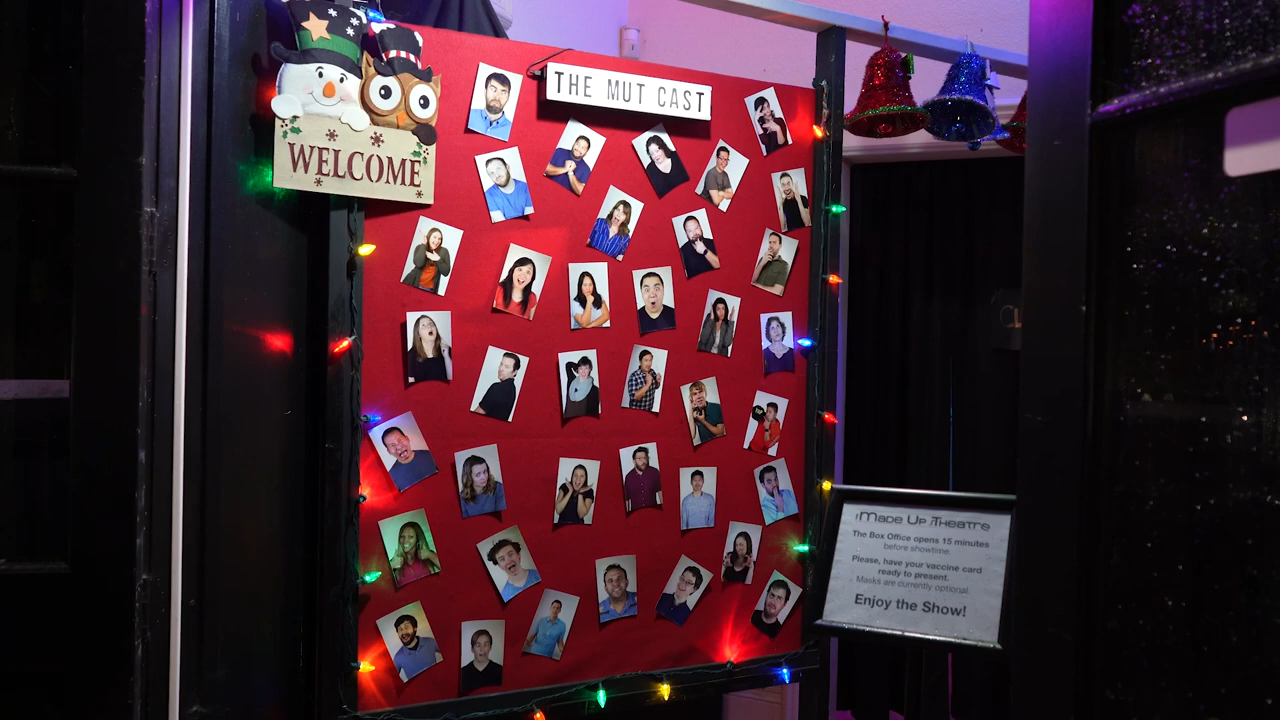 THE MUT CAST
WELCOME
Made Up Theatre
The Box Office opens 15 minutes
before showtime.
Please, have your vaccine card
ready to present.
Masks are currently optional.
Enjoy the Show!